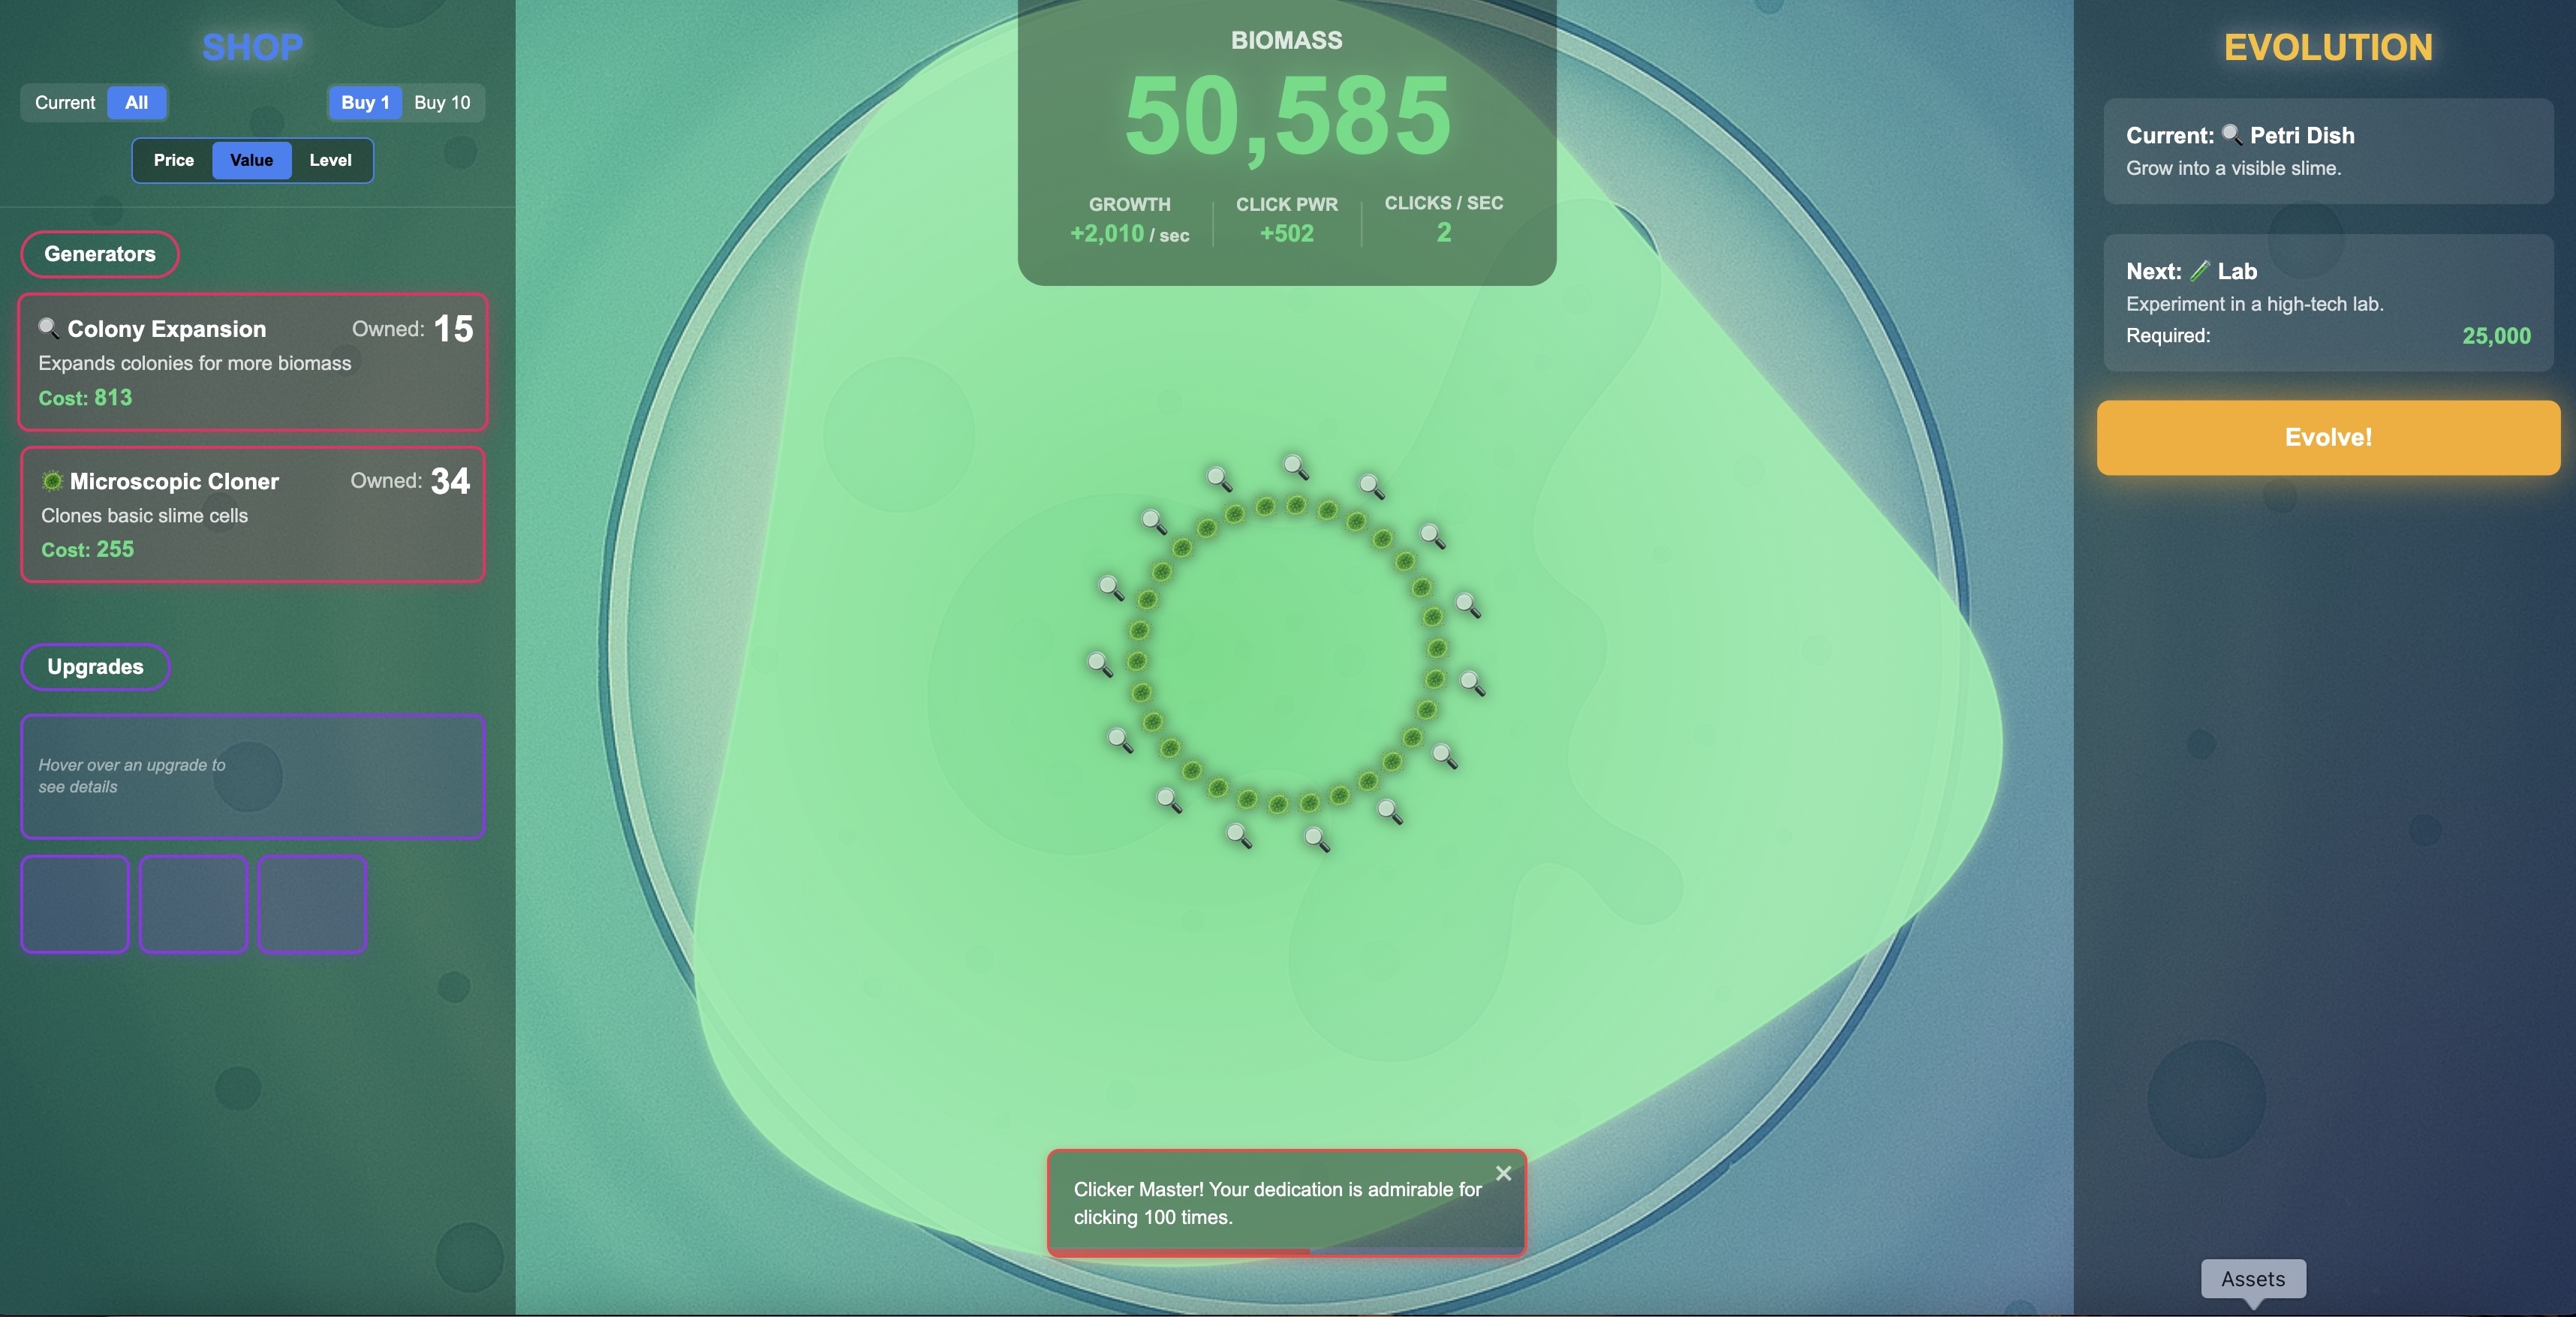 SHOP
Current All Buy 1 Buy 10
Price Value Level
Generators
Colony Expansion Owned: 15
Expands colonies for more biomass
Cost: 813
Microscopic Cloner Owned: 34
Clones basic slime cells
Cost: 255
Upgrades
Hover over an upgrade to
see details
BIOMASS
50,585
GROWTH CLICK PWR CLICKS / SEC
+2,010 / sec +502 2
Clicker Master! Your dedication is admirable for
clicking 100 times.
EVOLUTION
Current: Petri Dish
Grow into a visible slime.
Next: Lab
Experiment in a high-tech lab.
Required: 25,000
Evolve!
Assets